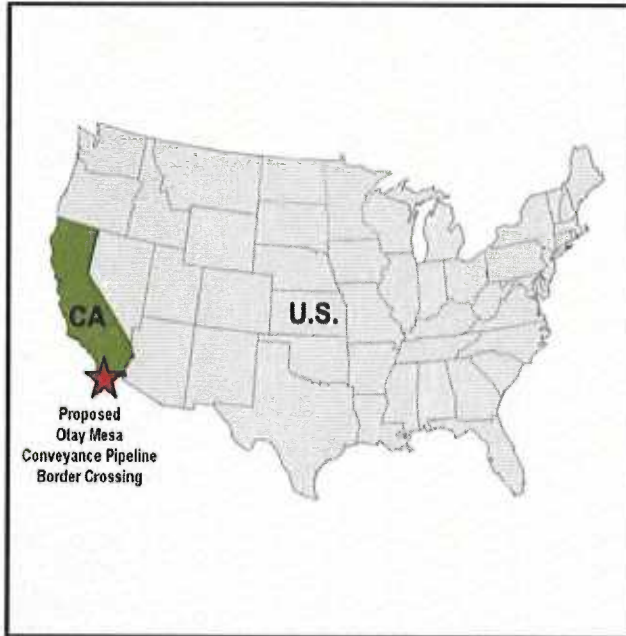 CA
U.S.
Proposed
Otay Mesa
Conveyance Pipeline
Border Crossing